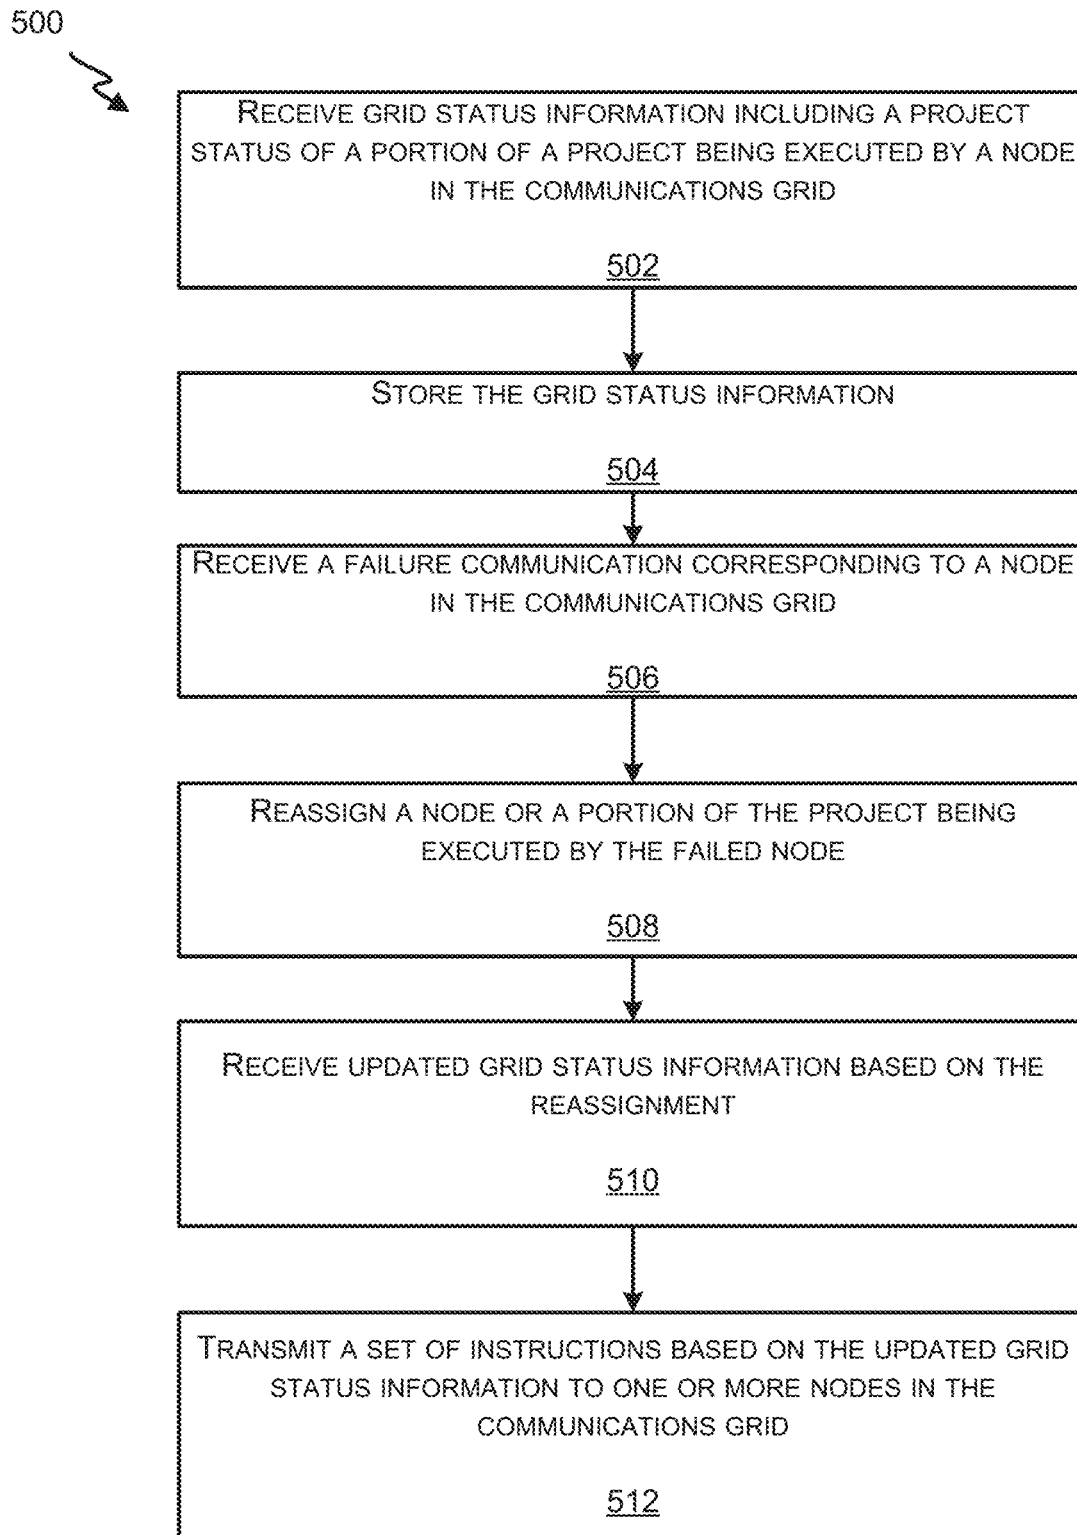 500
RECEIVE GRID STATUS INFORMATION INCLUDING A PROJECT
STATUS OF A PORTION OF A PROJECT BEING EXECUTED BY A NODE
IN THE COMMUNICATIONS GRID
502
STORE THE GRID STATUS INFORMATION
504
RECEIVE A FAILURE COMMUNICATION CORRESPONDING TO A NODE
IN THE COMMUNICATIONS GRID
506
REASSIGN A NODE OR A PORTION OF THE PROJECT BEING
EXECUTED BY THE FAILED NODE
508
RECEIVE UPDATED GRID STATUS INFORMATION BASED ON THE
REASSIGNMENT
510
TRANSMIT A SET OF INSTRUCTIONS BASED ON THE UPDATED GRID
STATUS INFORMATION TO ONE OR MORE NODES IN THE
COMMUNICATIONS GRID
512